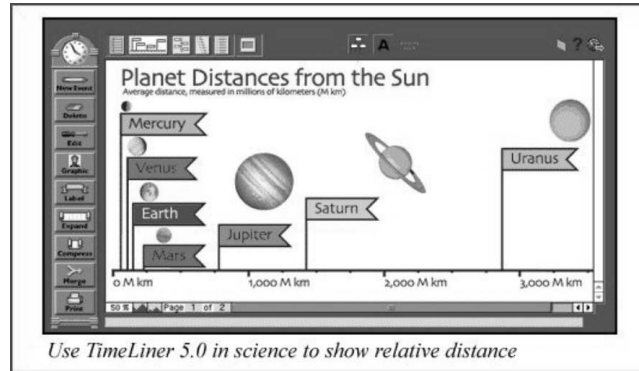 Planet Distances from the Sun
Average distance, measured in millions of kilometers (M km)
New Event
Delete
Edit
Graphic
Label
Expand
Compress
Merge
Print
Mercury
Venus
Earth
Mars
Jupiter
Saturn
Uranus
A
?
0 M km
1,000 M km
2,000 M km
3,000 M km
50 %
Page 1 of 2
Use TimeLiner 5.0 in science to show relative distance